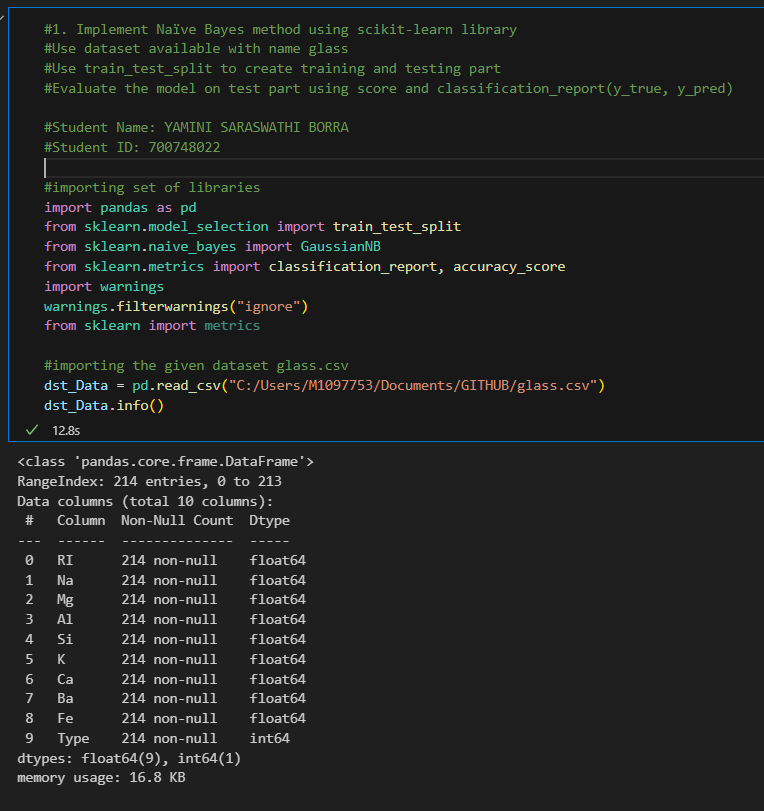 #1. Implement Naïve Bayes method using scikit-learn library
#Use dataset available with name glass
#Use train_test_split to create training and testing part
#Evaluate the model on test part using score and classification_report(y_true, y_pred)
#Student Name: YAMINI SARASWATHI BORRA
#Student ID: 700748022
#importing set of libraries
import pandas as pd
from sklearn.model_selection import train_test_split
from sklearn.naive_bayes import GaussianNB
from sklearn.metrics import classification_report, accuracy_score
import warnings
warnings.filterwarnings("ignore")
from sklearn import metrics
#importing the given dataset glass.csv
dst_Data = pd.read_csv("C:/Users/M1097753/Documents/GITHUB/glass.csv")
dst_Data.info()
12.8s
<class 'pandas.core.frame.DataFrame'>
RangeIndex: 214 entries, 0 to 213
Data columns (total 10 columns):
 #   Column  Non-Null Count  Dtype
---  ------  --------------  -----
 0   RI      214 non-null    float64
 1   Na      214 non-null    float64
 2   Mg      214 non-null    float64
 3   Al      214 non-null    float64
 4   Si      214 non-null    float64
 5   K       214 non-null    float64
 6   Ca      214 non-null    float64
 7   Ba      214 non-null    float64
 8   Fe      214 non-null    float64
 9   Type    214 non-null    int64
dtypes: float64(9), int64(1)
memory usage: 16.8 KB